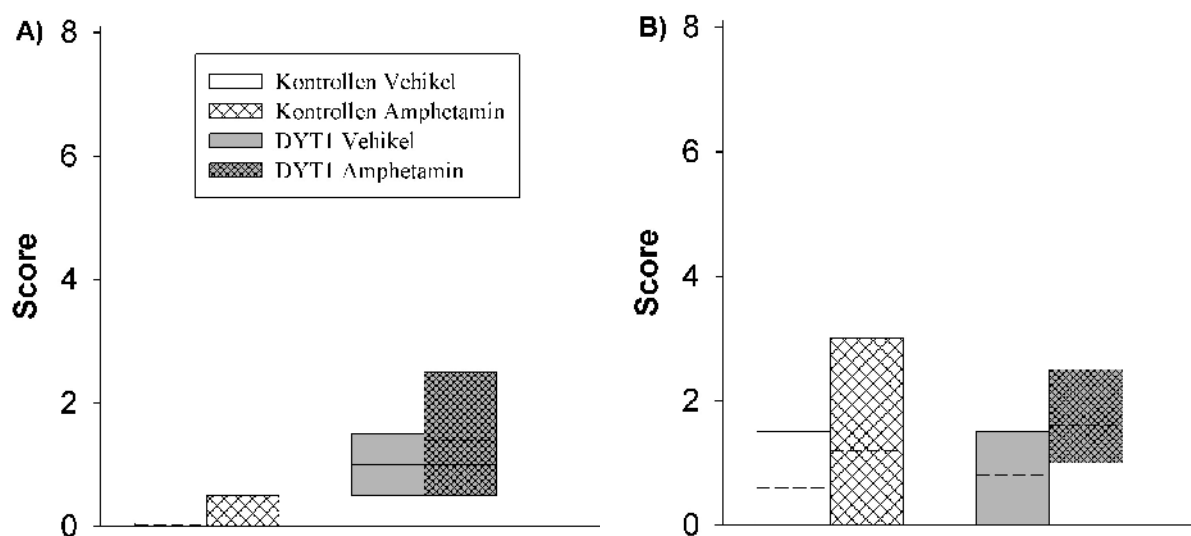 A)
8
6
4
2
0
Score
Kontrollen Vehikel
Kontrollen Amphetamin
DYT1 Vehikel
DYT1 Amphetamin
B)
8
6
4
2
0
Score